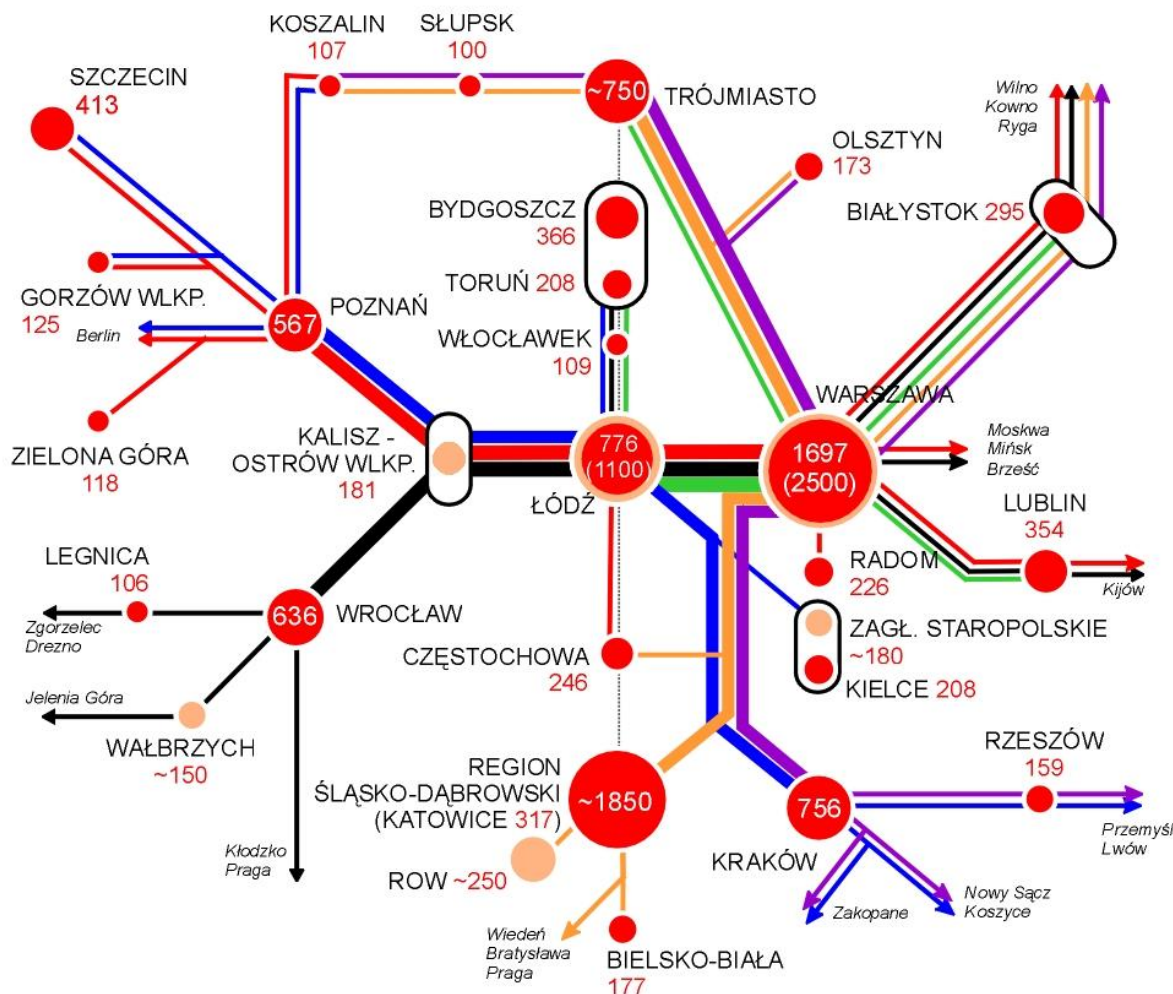 KOSZALIN
107
SŁUPSK
100
SZCZECIN
413
~750
TRÓJMIASTO
Wilno
Kowno
Ryga
OLSZTYN
173
BYDGOSZCZ
366
BIAŁYSTOK 295
TORUŃ 208
GORZÓW WLKP.
125
POZNAŃ
567
Berlin
WŁOCŁAWEK
109
WARSZAWA
1697
(2500)
KALISZ -
OSTRÓW WLKP.
181
776
(1100)
ŁÓDŹ
Moskwa
Mińsk
Brześć
ZIELONA GÓRA
118
LUBLIN
354
LEGNICA
106
RADOM
226
Kijów
Zgorzelec
Drezno
636
WROCŁAW
ZAGŁ. STAROPOLSKIE
~180
CZĘSTOCHOWA
246
KIELCE 208
Jelenia Góra
WAŁBRZYCH
~150
RZESZÓW
159
REGION
ŚLĄSKO-DĄBROWSKI
(KATOWICE 317)
~1850
756
Przemyśl
Lwów
KRAKÓW
Kłodzko
Praga
ROW ~250
Zakopane
Nowy Sącz
Koszyce
Wiedeń
Bratysława
Praga
BIELSKO-BIAŁA
177